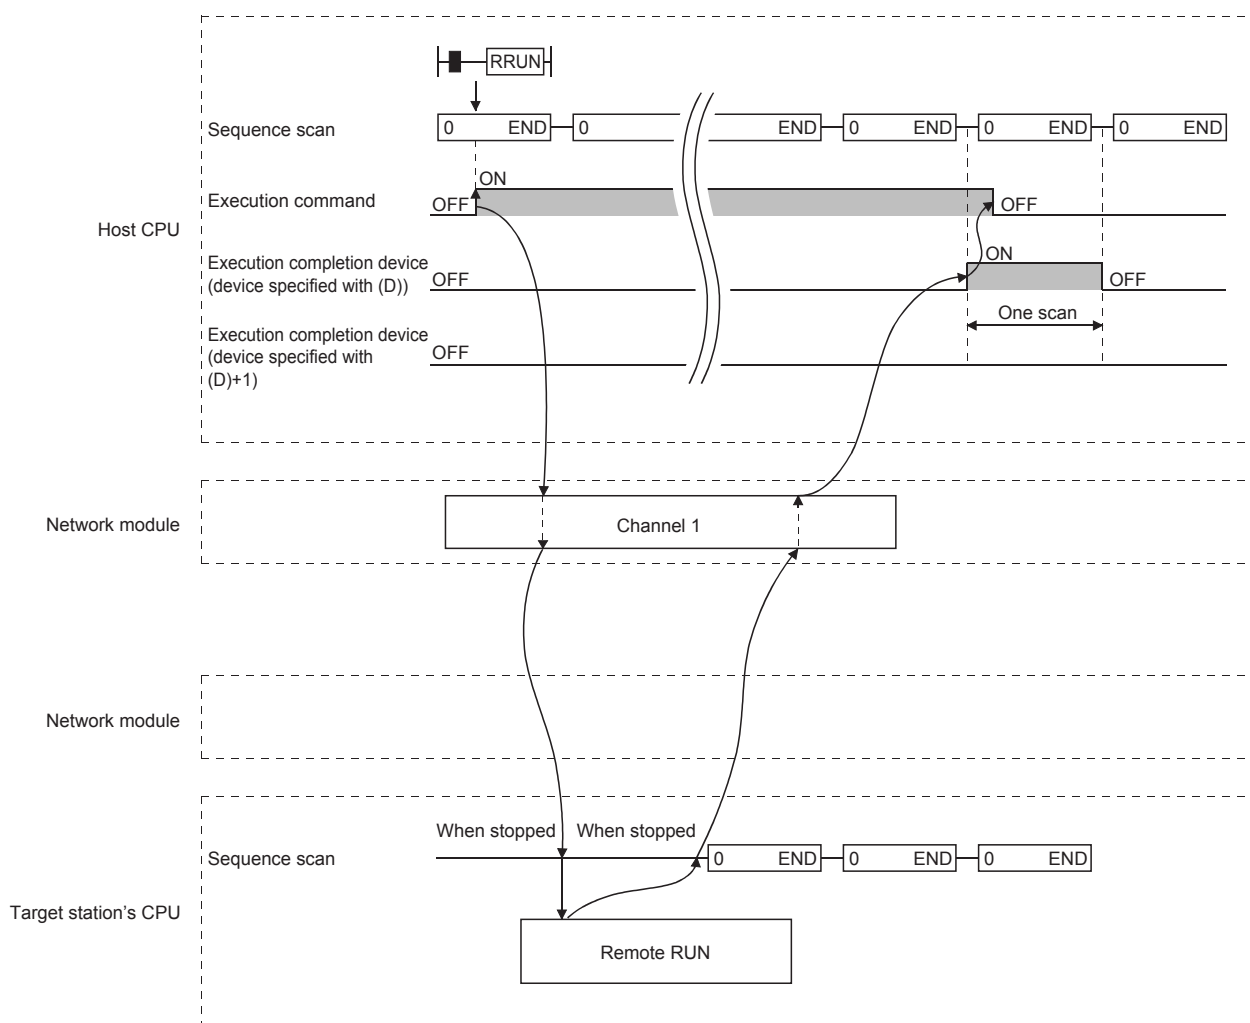 RRUN
Sequence scan
0 END 0 END 0 END 0 END 0 END
ON
Execution command
OFF
OFF
Host CPU
ON
Execution completion device
(device specified with (D))
OFF
OFF
One scan
Execution completion device
(device specified with
(D)+1)
OFF
Network module
Channel 1
Network module
When stopped When stopped
Sequence scan
0 END 0 END 0 END
Target station's CPU
Remote RUN